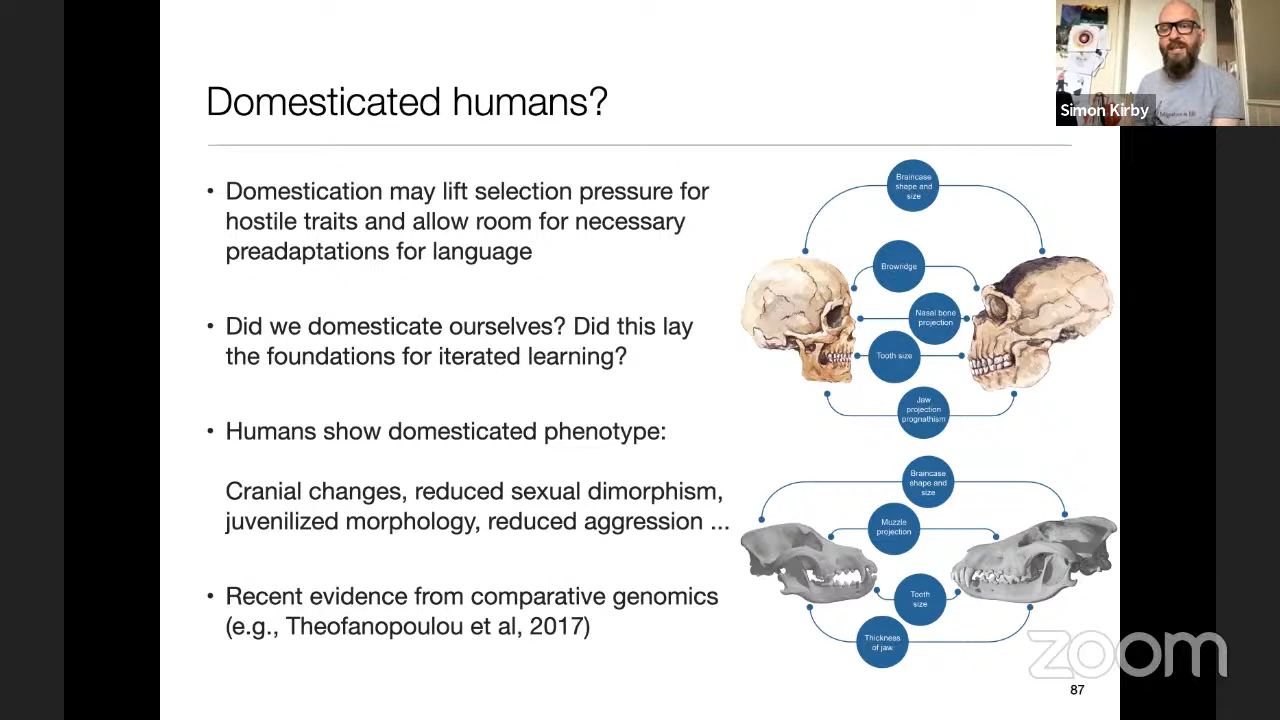 Simon Kirby
Domesticated humans?
• Domestication may lift selection pressure for
hostile traits and allow room for necessary
preadaptations for language
• Did we domesticate ourselves? Did this lay
the foundations for iterated learning?
• Humans show domesticated phenotype:
Cranial changes, reduced sexual dimorphism,
juvenilized morphology, reduced aggression ...
• Recent evidence from comparative genomics
(e.g., Theofanopoulou et al, 2017)
Braincase
shape and
size
Browridge
Nasal bone
projection
Tooth size
Jaw
projection
prognathism
Braincase
shape and
size
Muzzle
projection
Tooth
size
Thickness
of jaw
zoom
87